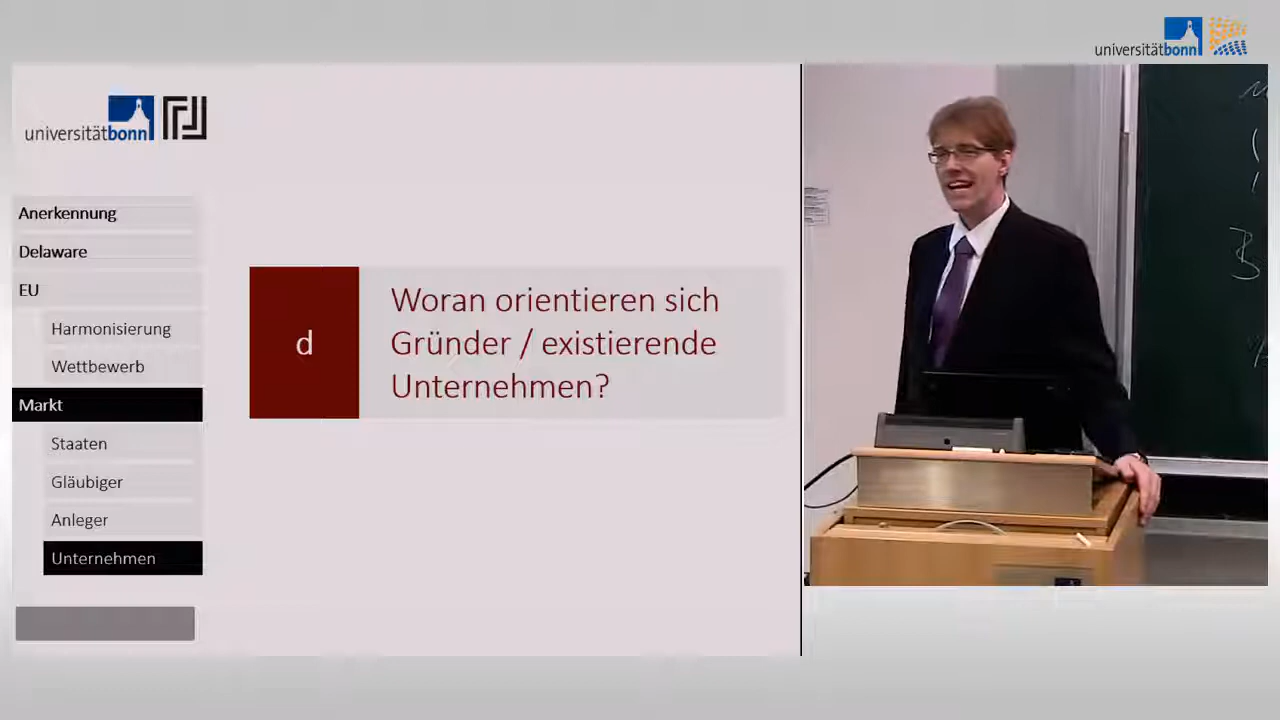 universitätbonn
universitätbonn
Anerkennung
Delaware
EU
Harmonisierung
Wettbewerb
Markt
Staaten
Gläubiger
Anleger
Unternehmen
d
Woran orientieren sich
Gründer / existierende
Unternehmen?
B